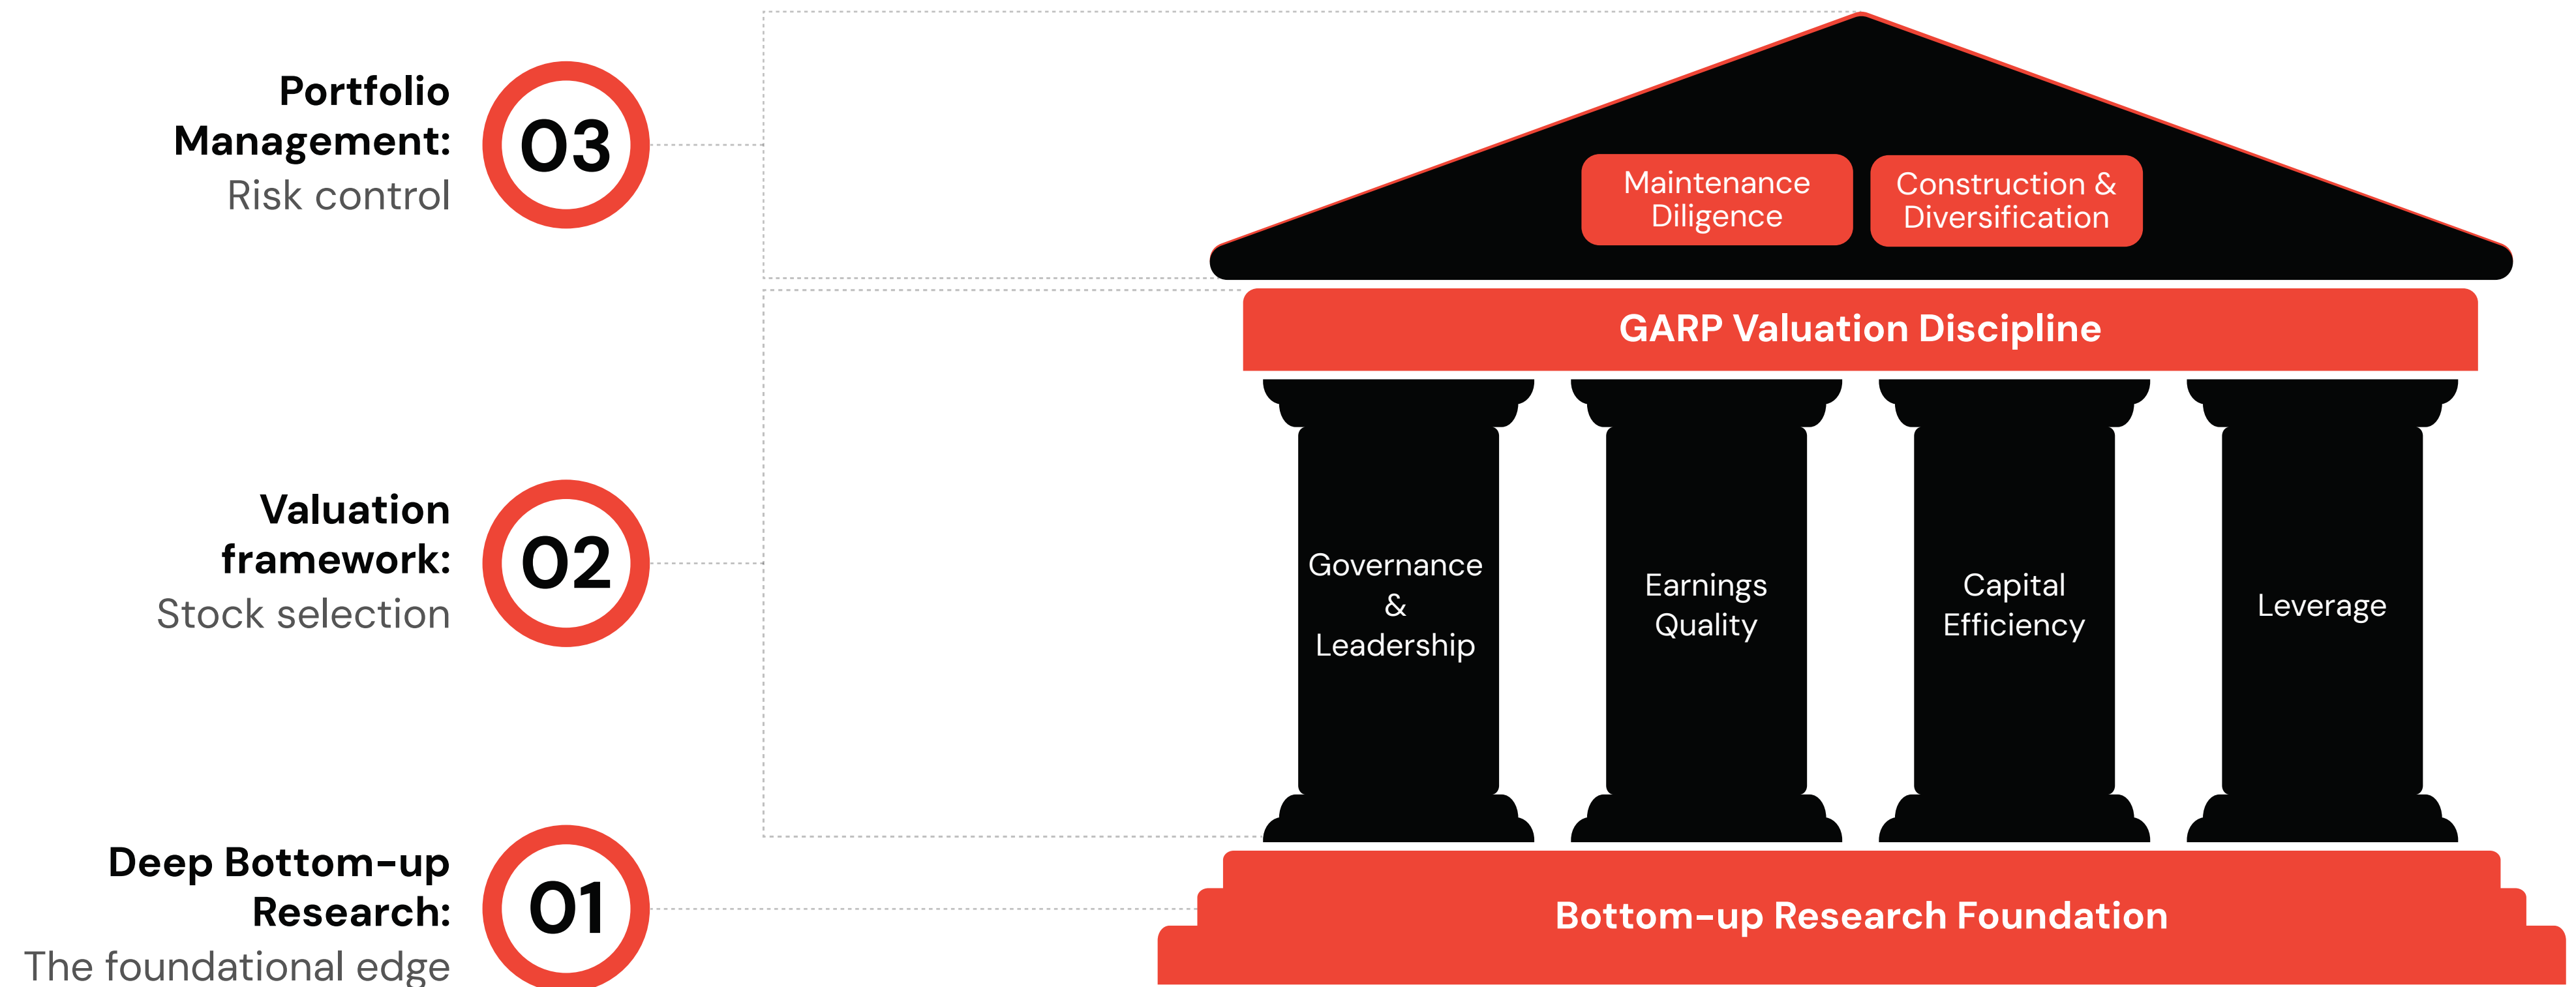 Portfolio
Management:
Risk control
03
Maintenance
Diligence
Construction &
Diversification
GARP Valuation Discipline
Valuation
framework:
Stock selection
02
Governance
&
Leadership
Earnings
Quality
Capital
Efficiency
Leverage
Deep Bottom-up
Research:
The foundational edge
01
Bottom-up Research Foundation